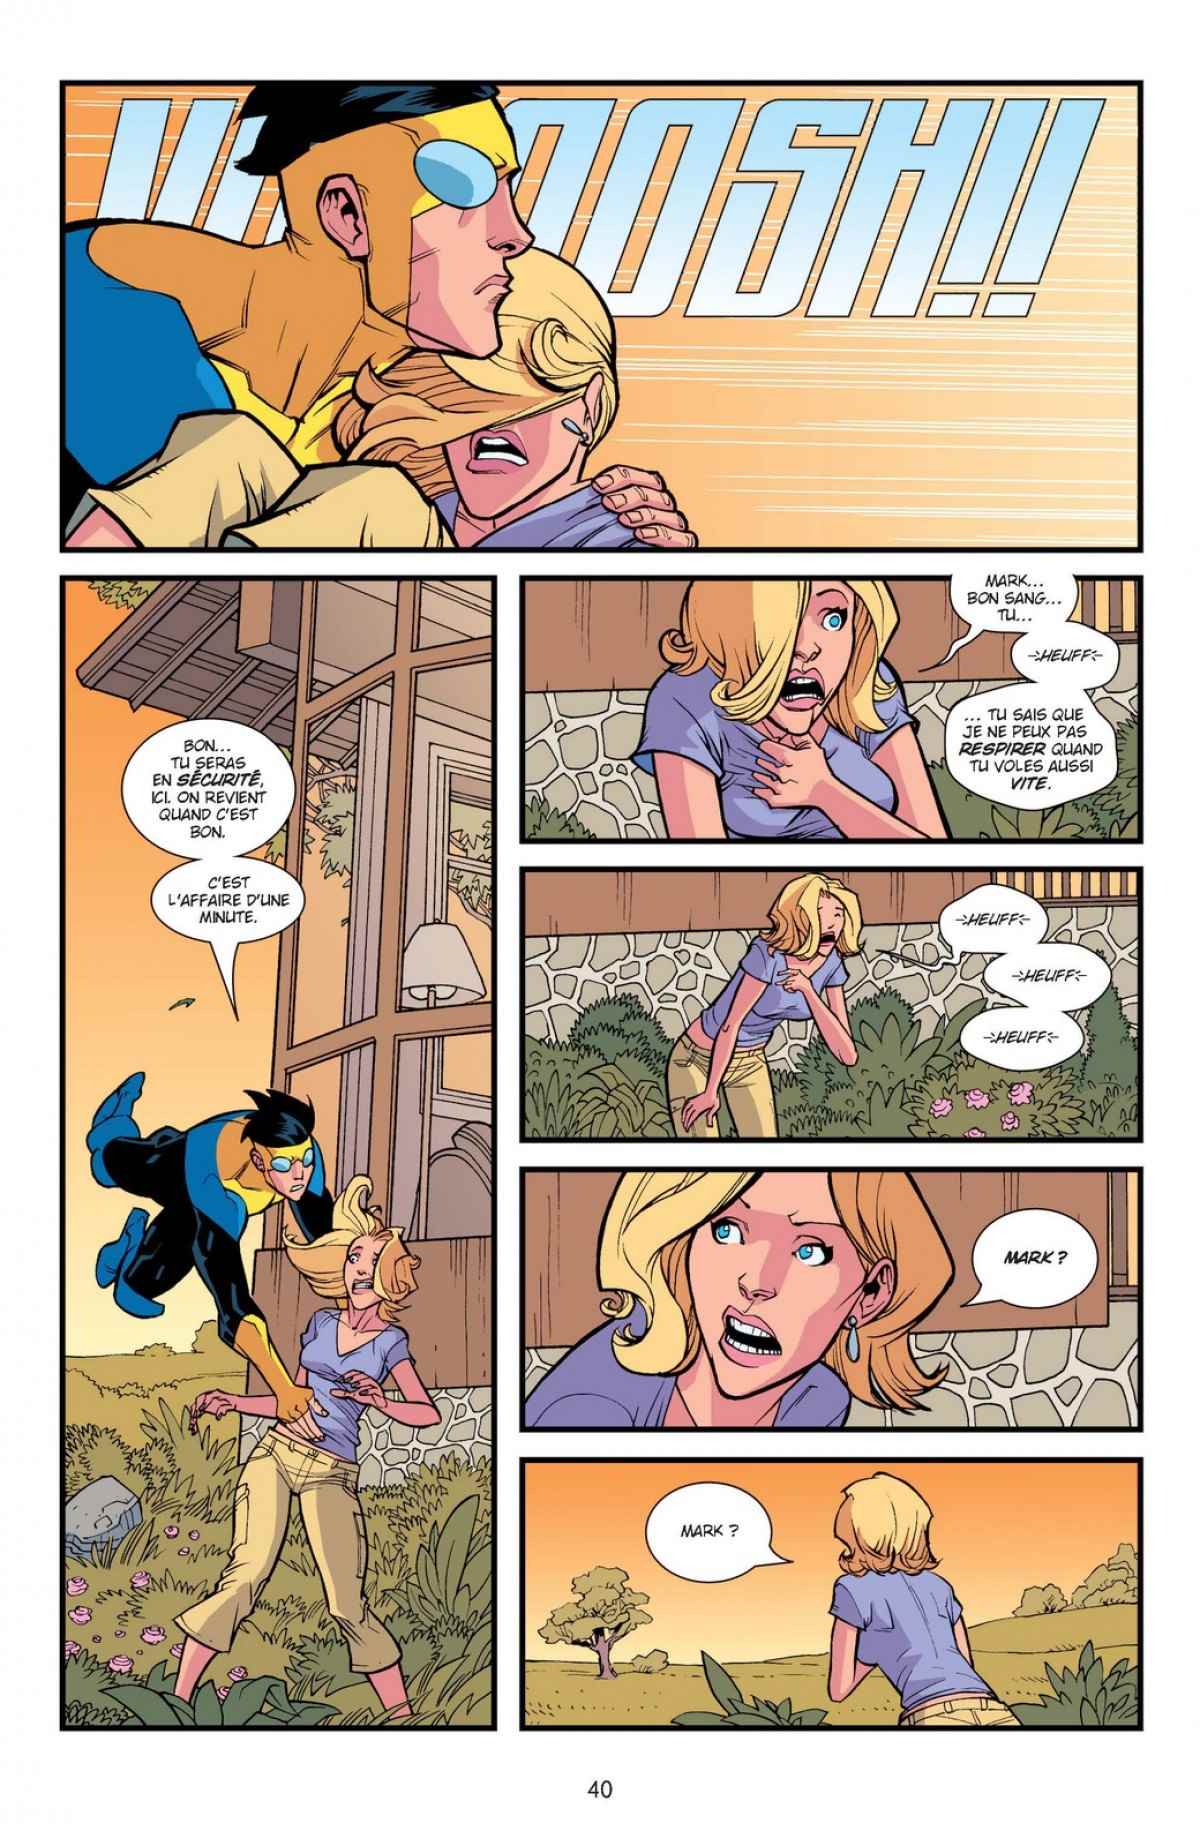 OOSH!!
BON...
TU SERAS
EN SÉCURITÉ,
ICI. ON REVIENT
QUAND C'EST
BON.
C'EST
L'AFFAIRE D'UNE
MINUTE.
MARK...
BON SANG...
TU...
HEUFF
... TU SAIS QUE
JE NE PEUX PAS
RESPIRER QUAND
TU VOLES AUSSI
VITE.
HEUFF
HEUFF
HEUFF
MARK ?
MARK ?
40